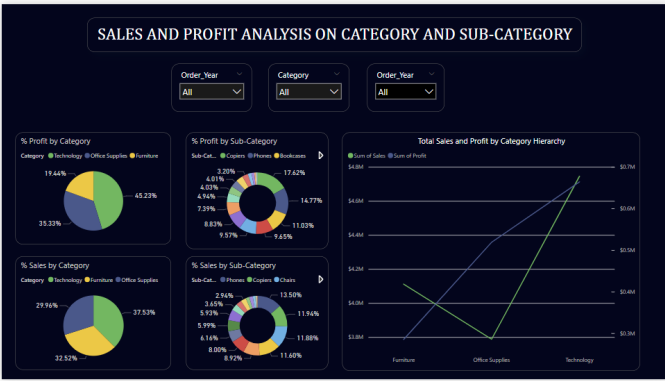 SALES AND PROFIT ANALYSIS ON CATEGORY AND SUB-CATEGORY
Order_Year
All
Category
All
Order_Year
All
% Profit by Category
Category Technology Office Supplies Furniture
19.44%
45.23%
35.33%
% Profit by Sub-Category
Sub-Cat... Copiers Phones Bookcases
3.20%
4.01%
4.03%
4.94%
7.39%
8.83%
9.57%
17.62%
14.77%
11.03%
9.65%
Total Sales and Profit by Category Hierarchy
Sum of Sales Sum of Profit
$4.8M
$4.6M
$4.4M
$4.2M
$4.0M
$3.8M
$0.7M
$0.6M
$0.5M
$0.4M
$0.3M
Furniture
Office Supplies
Technology
% Sales by Category
Category Technology Furniture Office Supplies
29.96%
37.53%
32.52%
% Sales by Sub-Category
Sub-Cat... Phones Copiers Chairs
2.94%
3.65%
5.93%
5.99%
6.16%
8.00%
8.92%
13.50%
11.94%
11.88%
11.60%